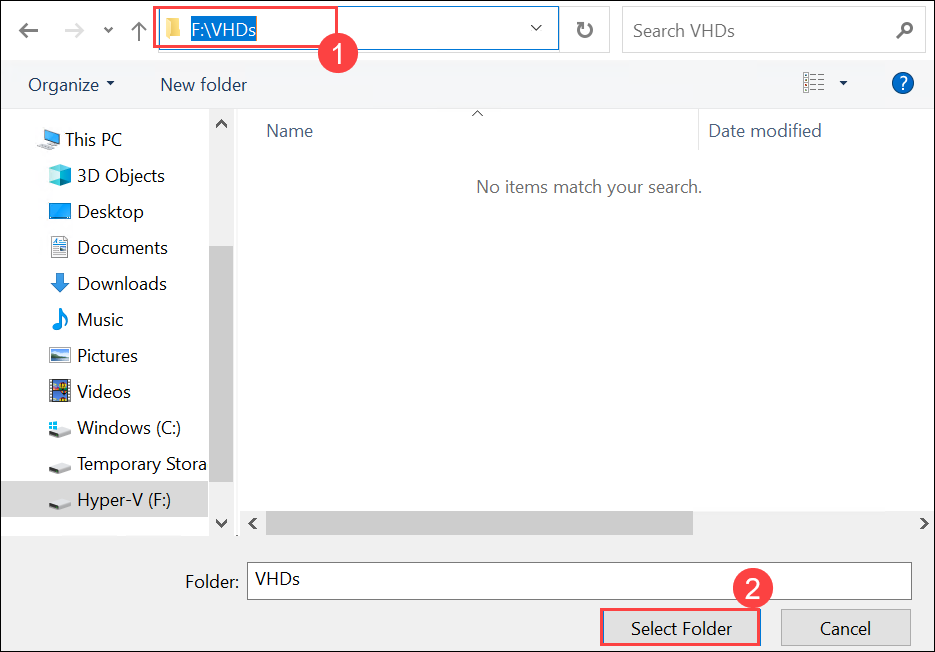 F:\VHDs
Search VHDs
1
Organize
New folder
?
Name
Date modified
No items match your search.
This PC
3D Objects
Desktop
Documents
Downloads
Music
Pictures
Videos
Windows (C:)
Temporary Stora
Hyper-V (F:)
Folder:
VHDs
2
Select Folder
Cancel